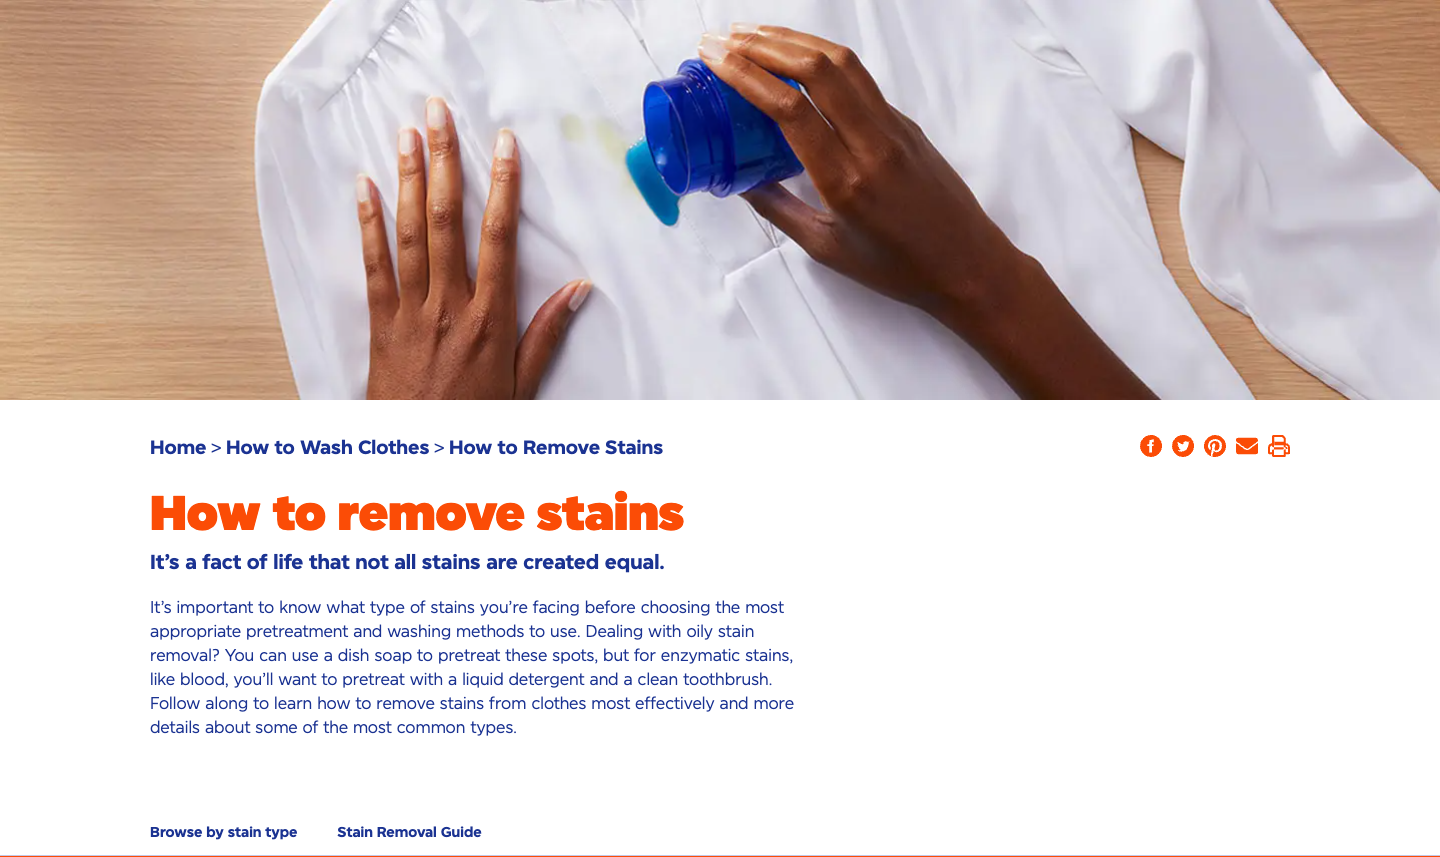 Home > How to Wash Clothes > How to Remove Stains
How to remove stains
It’s a fact of life that not all stains are created equal.
It’s important to know what type of stains you’re facing before choosing the most
appropriate pretreatment and washing methods to use. Dealing with oily stain
removal? You can use a dish soap to pretreat these spots, but for enzymatic stains,
like blood, you’ll want to pretreat with a liquid detergent and a clean toothbrush.
Follow along to learn how to remove stains from clothes most effectively and more
details about some of the most common types.
Browse by stain type Stain Removal Guide